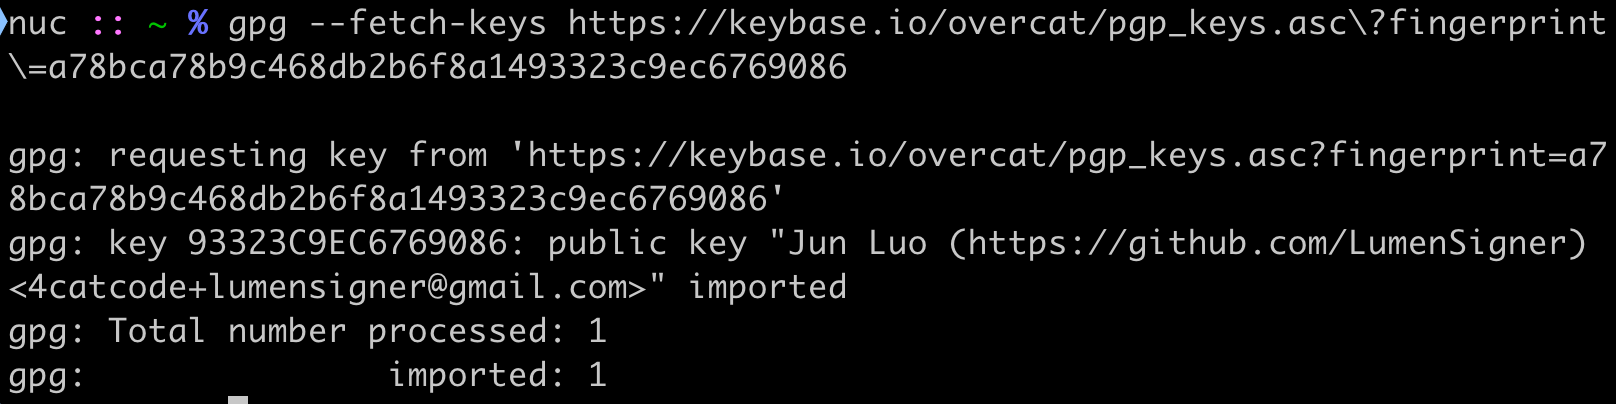 nuc :: ~ % gpg --fetch-keys https://keybase.io/overcat/pgp_keys.asc\?fingerprint
\=a78bca78b9c468db2b6f8a1493323c9ec6769086
gpg: requesting key from 'https://keybase.io/overcat/pgp_keys.asc?fingerprint=a7
8bca78b9c468db2b6f8a1493323c9ec6769086'
gpg: key 93323C9EC6769086: public key "Jun Luo (https://github.com/LumenSigner)
<4catcode+lumensigner@gmail.com>" imported
gpg: Total number processed: 1
gpg:               imported: 1